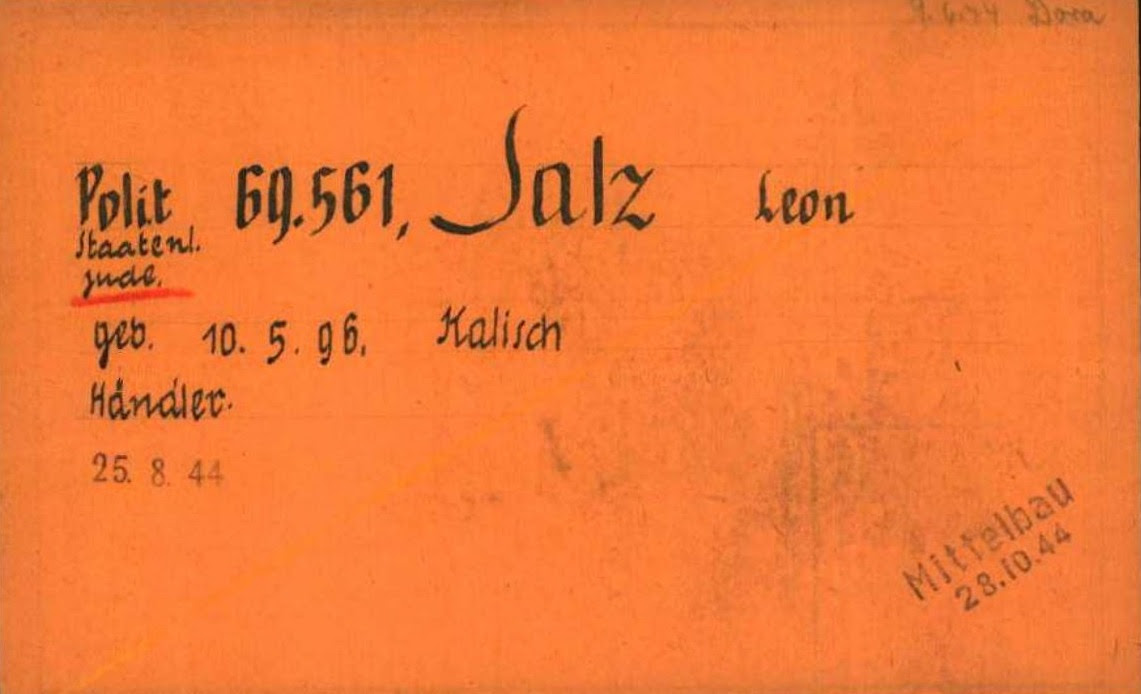 Dora
Polit 69.561, Salz Leon
Staatenl.
Jude.
geb. 10. 5. 96. Kalisch
Händler.
25. 8. 44
Mittelbau
28.10.44